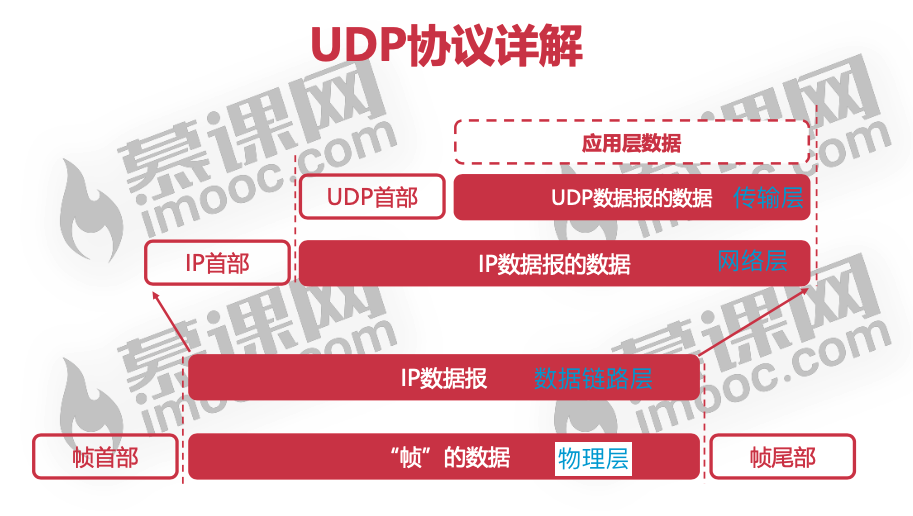 UDP协议详解
应用层数据
UDP首部
UDP数据报的数据 传输层
IP首部
IP数据报的数据 网络层
IP数据报 数据链路层
帧首部
“帧”的数据 物理层
帧尾部
慕课网
imooc.com
慕课网
imooc.com
慕课网
imooc.com
慕课网
imooc.com